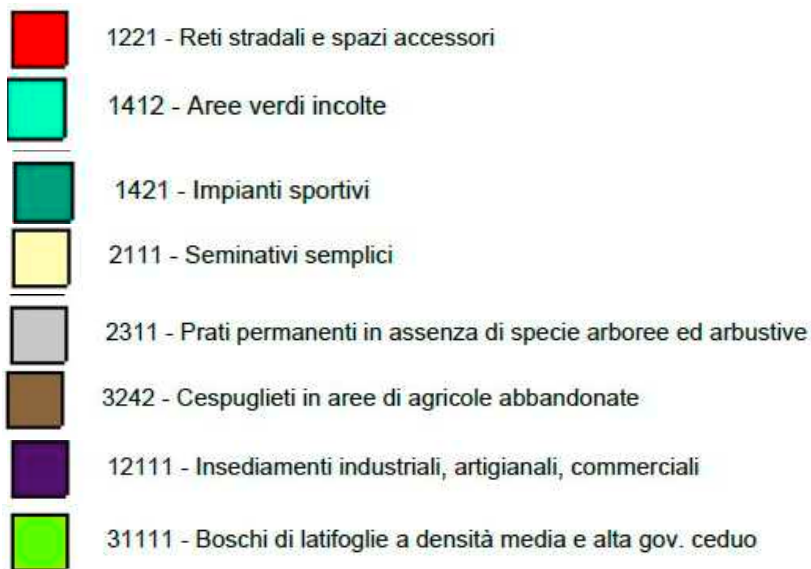 1221 - Reti stradali e spazi accessori
1412 - Aree verdi incolte
1421 - Impianti sportivi
2111 - Seminativi semplici
2311 - Prati permanenti in assenza di specie arboree ed arbustive
3242 - Cespuglieti in aree di agricole abbandonate
12111 - Insediamenti industriali, artigianali, commerciali
31111 - Boschi di latifoglie a densità media e alta gov. ceduo